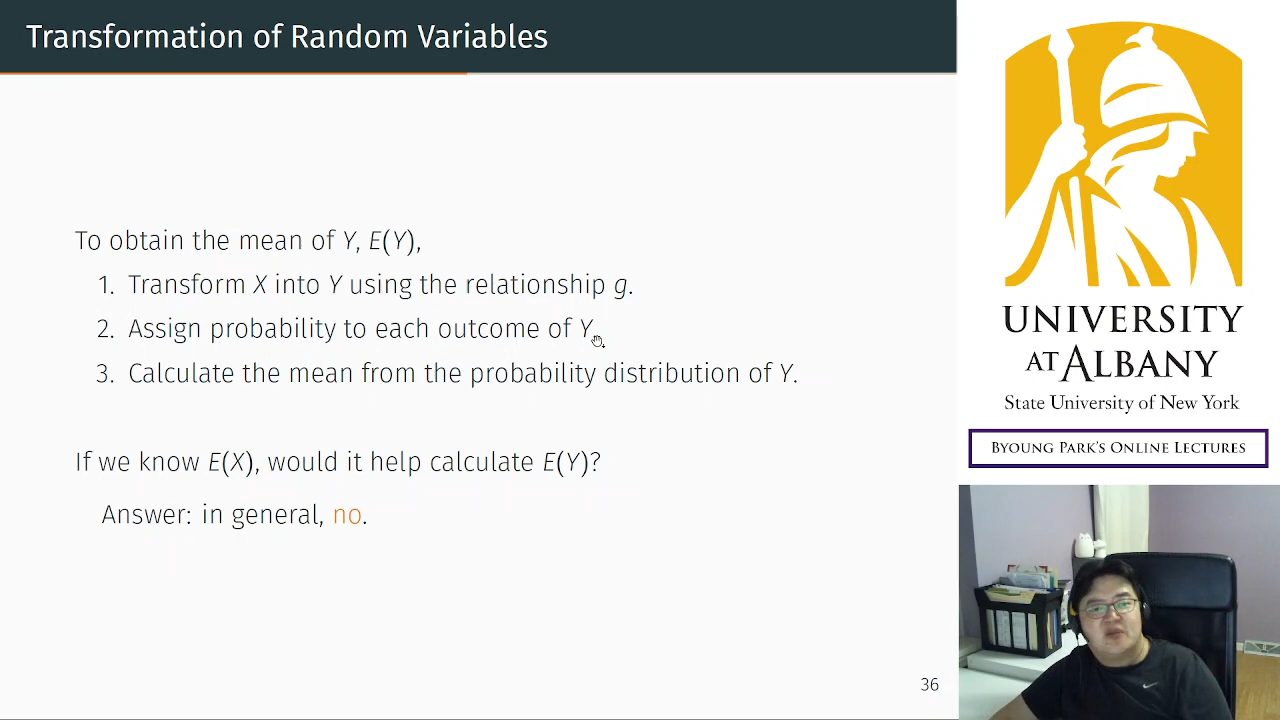 Transformation of Random Variables
To obtain the mean of Y, E(Y),
1. Transform X into Y using the relationship g.
2. Assign probability to each outcome of Y.
3. Calculate the mean from the probability distribution of Y.
If we know E(X), would it help calculate E(Y)?
Answer: in general, no.
36
UNIVERSITY
AT ALBANY
State University of New York
BYOUNG PARK'S ONLINE LECTURES